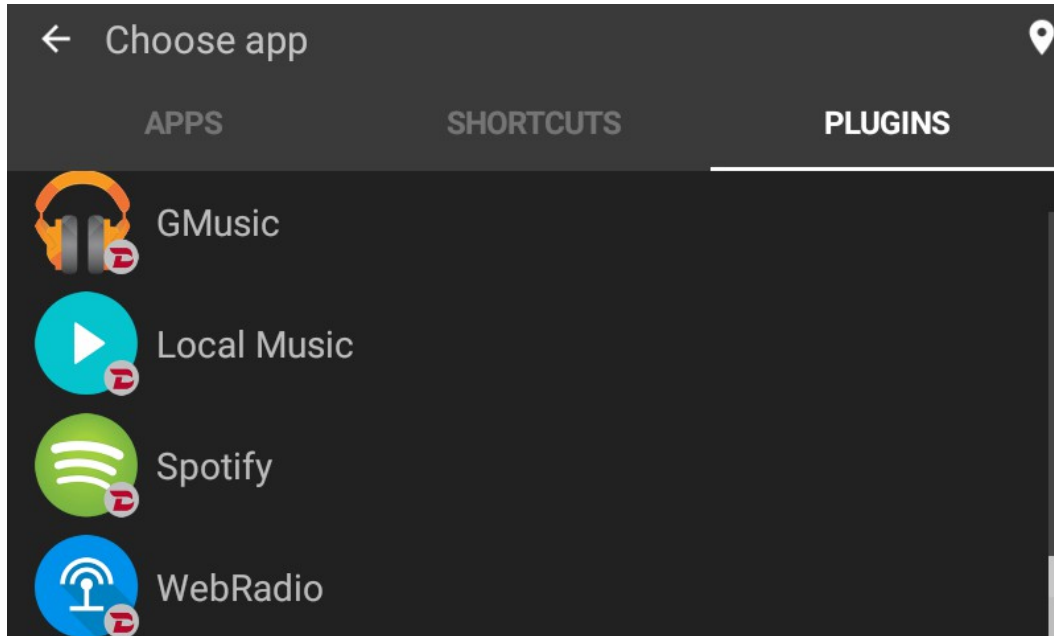 Choose app
APPS SHORTCUTS PLUGINS
GMusic
Local Music
Spotify
WebRadio